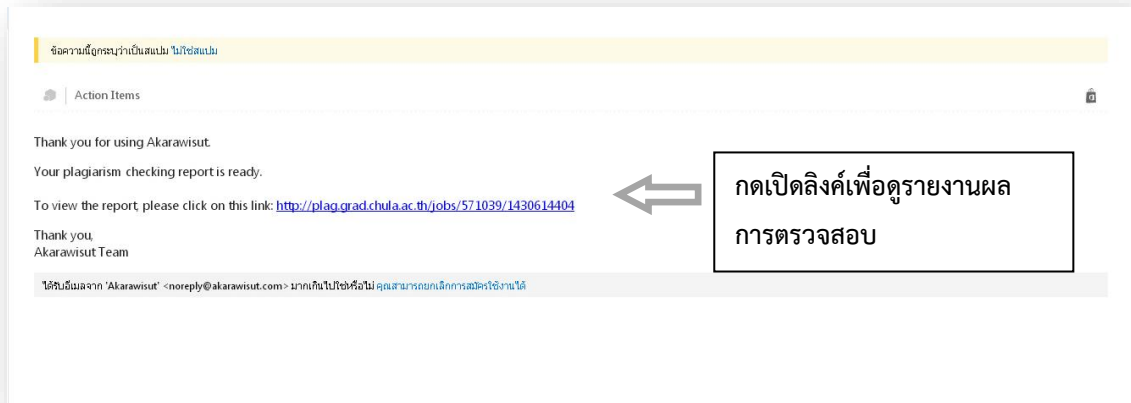 ข้อความนี้ถูกระบุว่าเป็นสแปม ไม่ใช่สแปม
Action Items
Thank you for using Akarawisut.
Your plagiarism checking report is ready.
To view the report, please click on this link: http://plag.grad.chula.ac.th/jobs/571039/1430614404
กดเปิดลิงค์เพื่อดูรายงานผล
การตรวจสอบ
Thank you,
Akarawisut Team
ได้รับอีเมลจาก 'Akarawisut' <noreply@akarawisut.com> มากเกินไปใช่หรือไม่ คุณสามารถยกเลิกการสมัครใช้งานได้